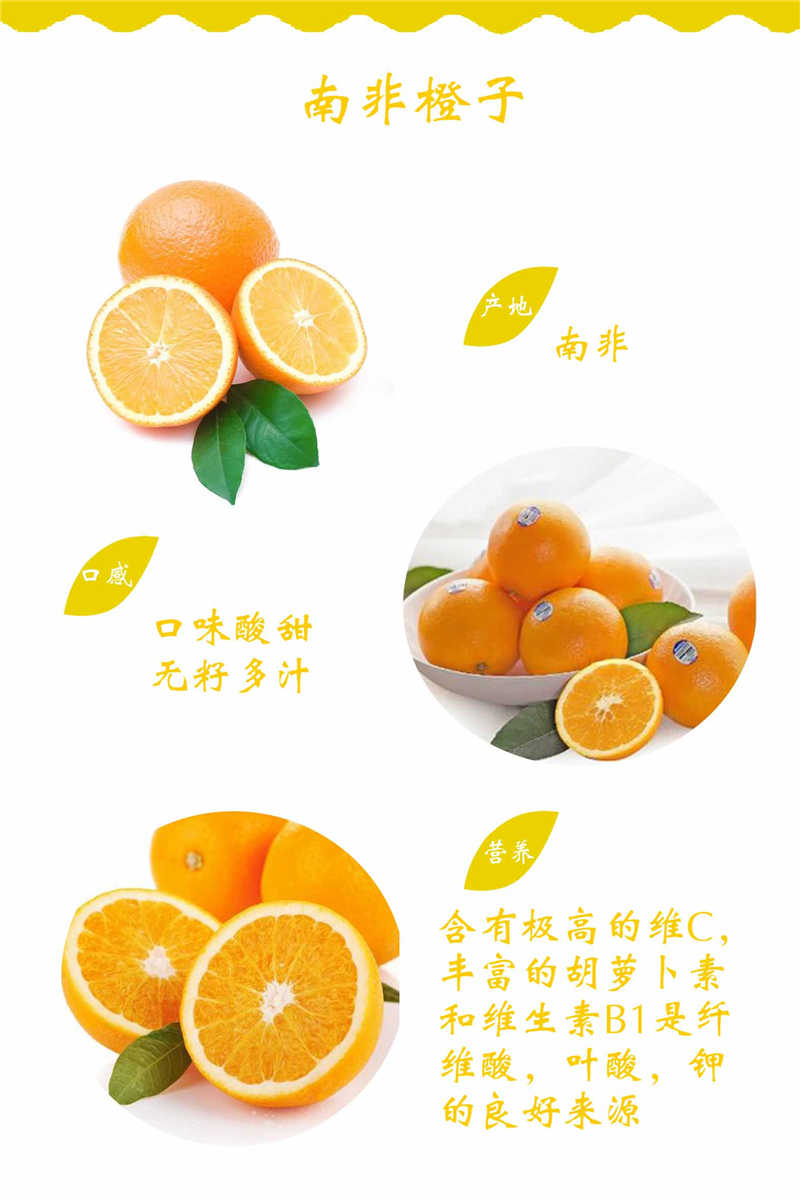 南非橙子
产地
南非
口感
口味酸甜
无籽多汁
营养
含有极高的维C，
丰富的胡萝卜素
和维生素B1是纤
维酸，叶酸，钾
的良好来源